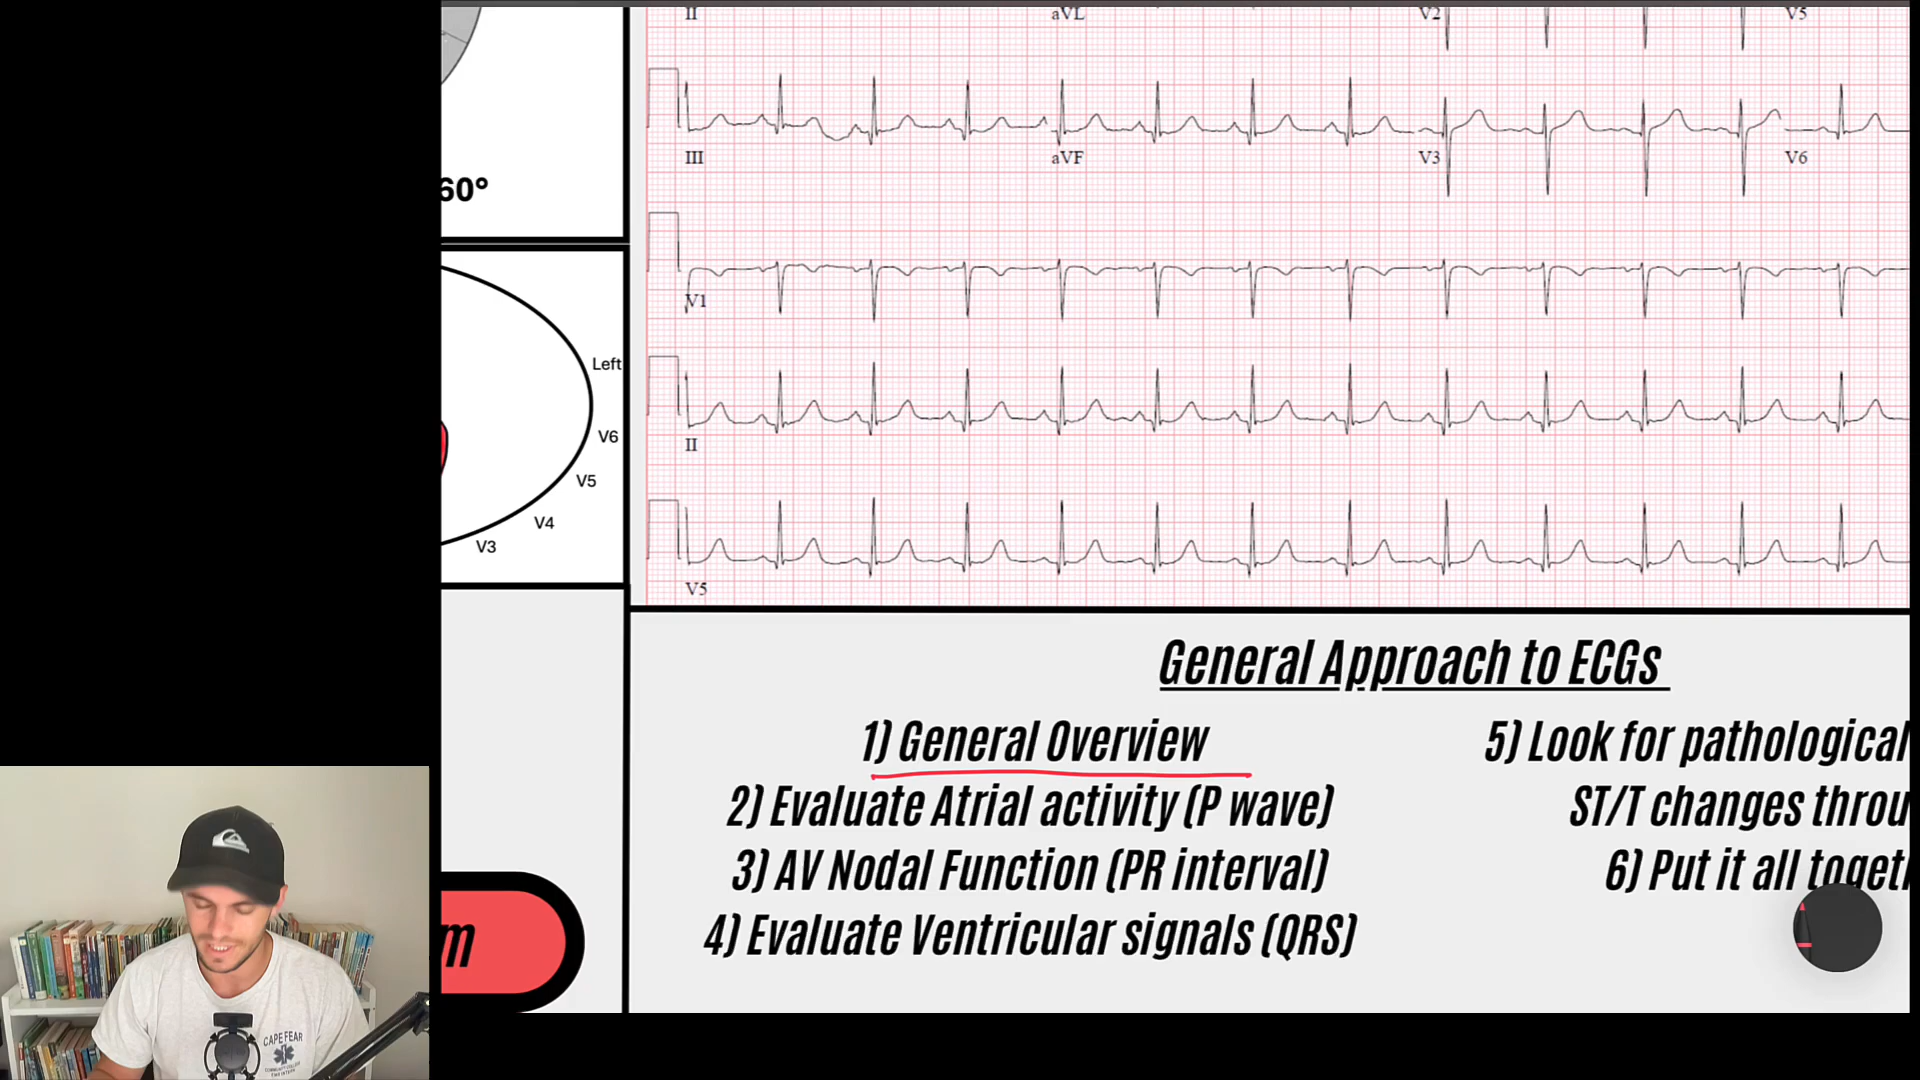 II aVL V2 V5
60°
III aVF V3 V6
V1
Left
V6
II
V5
V4
V3
V5
General Approach to ECGs
1) General Overview
2) Evaluate Atrial activity (P wave)
3) AV Nodal Function (PR interval)
4) Evaluate Ventricular signals (QRS)
5) Look for pathological
ST/T changes throu
6) Put it all togeth
m
CAPE FEAR